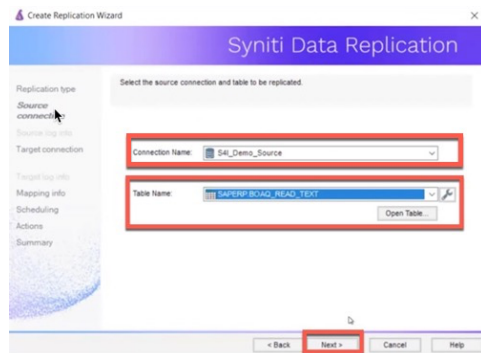 Create Replication Wizard
Syniti Data Replication
Replication type
Source
connection
Source log info
Target connection
Target log info
Mapping info
Scheduling
Actions
Summary
Select the source connection and table to be replicated.
Connection Name: S4I_Demo_Source
Table Name: SAPERP.BOAQ_READ_TEXT
Open Table...
< Back Next > Cancel Help